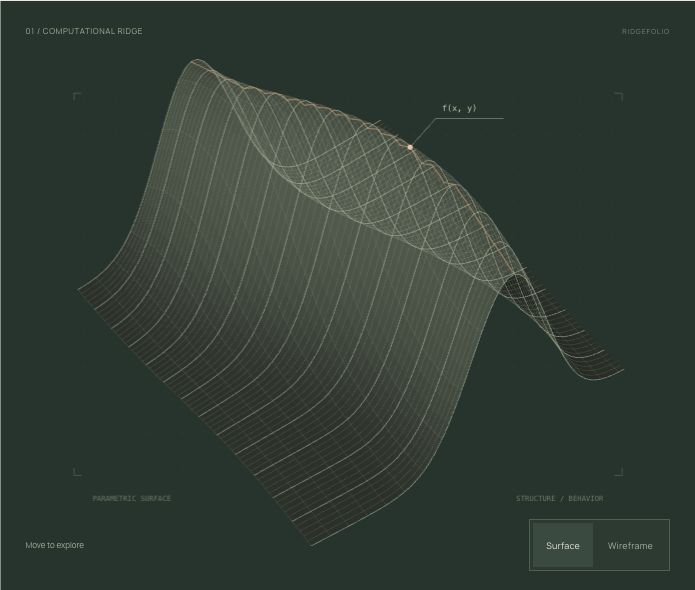 01 / COMPUTATIONAL RIDGE
RIDGEFOLIO
f(x, y)
PARAMETRIC SURFACE
STRUCTURE / BEHAVIOR
Move to explore
Surface
Wireframe